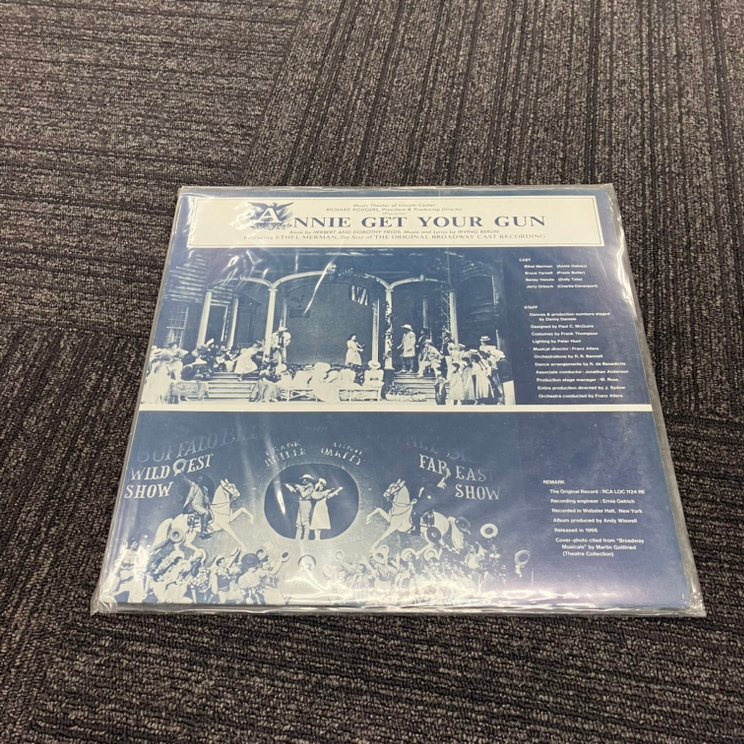 Music Theater of Lincoln Center
RICHARD RODGERS, President & Producing Director
ANNIE GET YOUR GUN
Book by HERBERT AND DOROTHY FIELDS, Music and Lyrics by IRVING BERLIN
Featuring ETHEL MERMAN, the Star of THE ORIGINAL BROADWAY CAST RECORDING
CAST
Ethel Merman (Annie Oakley)
Bruce Yarnell (Frank Butler)
Benay Venuta (Dolly Tate)
Jerry Orbach (Charlie Davenport)
STAFF
Dances & production numbers staged
by Danny Daniels
Designed by Paul C. McGuire
Costumes by Frank Thompson
Lighting by Peter Hunt
Musical director : Franz Allers
Orchestrations by R. R. Bennett
Dance arrangements by R. de Benedictis
Associate conductor : Jonathan Anderson
Production stage manager : W. Ross
Entire production directed by J. Sydow
Orchestra conducted by Franz Allers
BUFFALO
WILD WEST
SHOW
FRANK
BUTLER
ANNIE
OAKLEY
FAR EAST
SHOW
REMARK
The Original Record : RCA LOC 1124 RE
Recording engineer : Ernie Oelrich
Recorded in Webster Hall, New York
Album produced by Andy Wiswell
Released in 1966
Cover-photo cited from "Broadway
Musicals" by Martin Gottfried
(Theatre Collection)